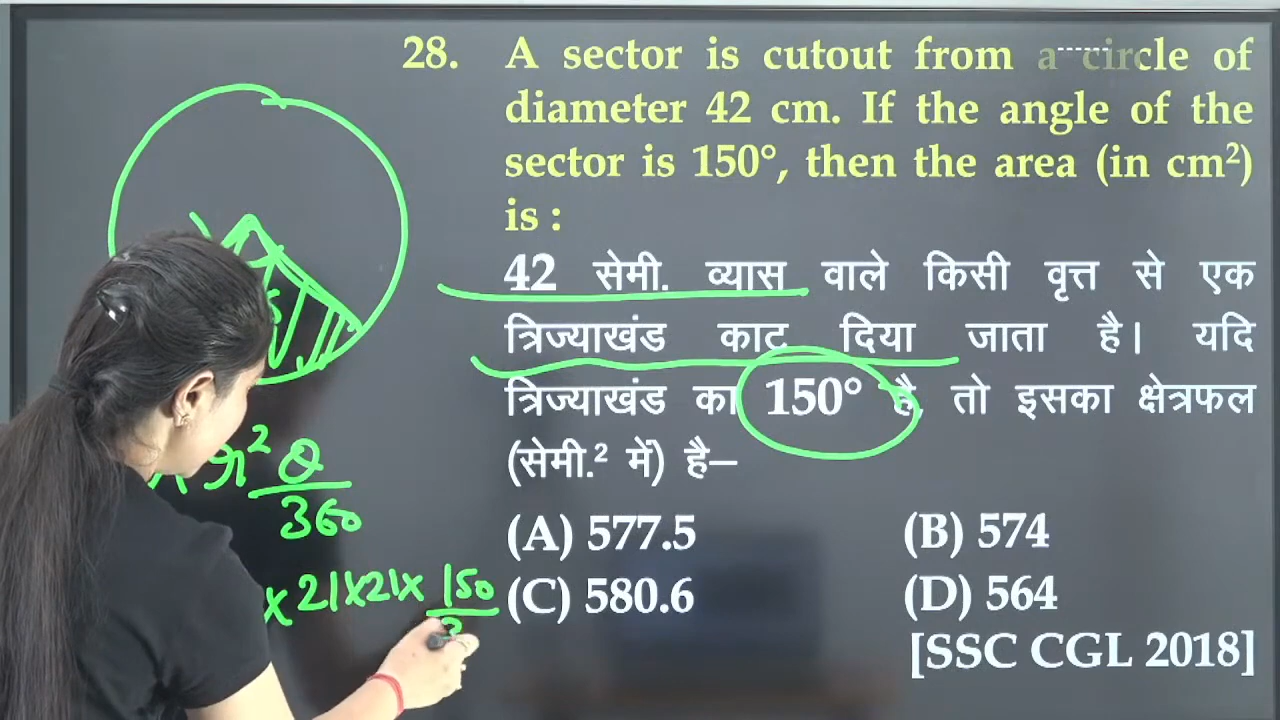 28. A sector is cutout from a circle of
diameter 42 cm. If the angle of the
sector is 150°, then the area (in cm²)
is :
42 सेमी. व्यास वाले किसी वृत्त से एक
त्रिज्याखंड काट दिया जाता है। यदि
त्रिज्याखंड का 150° है, तो इसका क्षेत्रफल
(सेमी.² में) है–
(A) 577.5 (B) 574
(C) 580.6 (D) 564
[SSC CGL 2018]
r² θ
360
× 21×21× 150